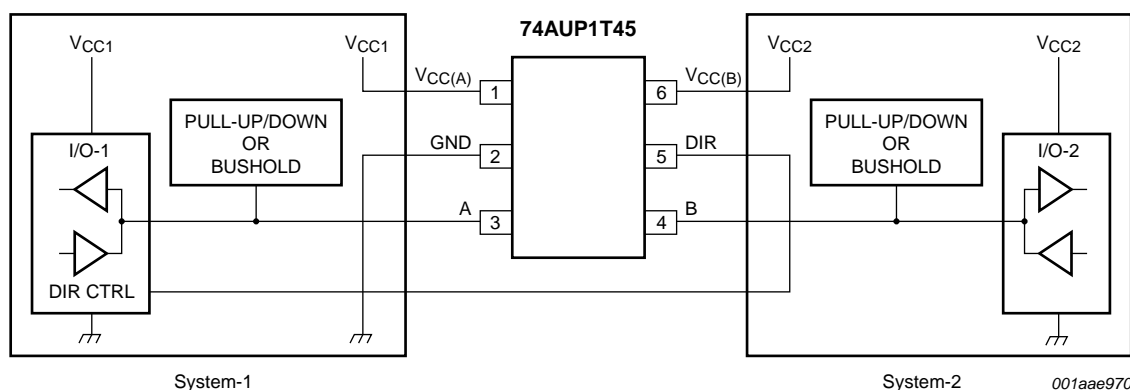 74AUP1T45
VCC1
VCC1
VCC(A)
1
6
VCC(B)
VCC2
VCC2
PULL-UP/DOWN
OR
BUSHOLD
PULL-UP/DOWN
OR
BUSHOLD
I/O-1
GND
2
5
DIR
I/O-2
A
3
4
B
DIR CTRL
System-1
System-2
001aae970